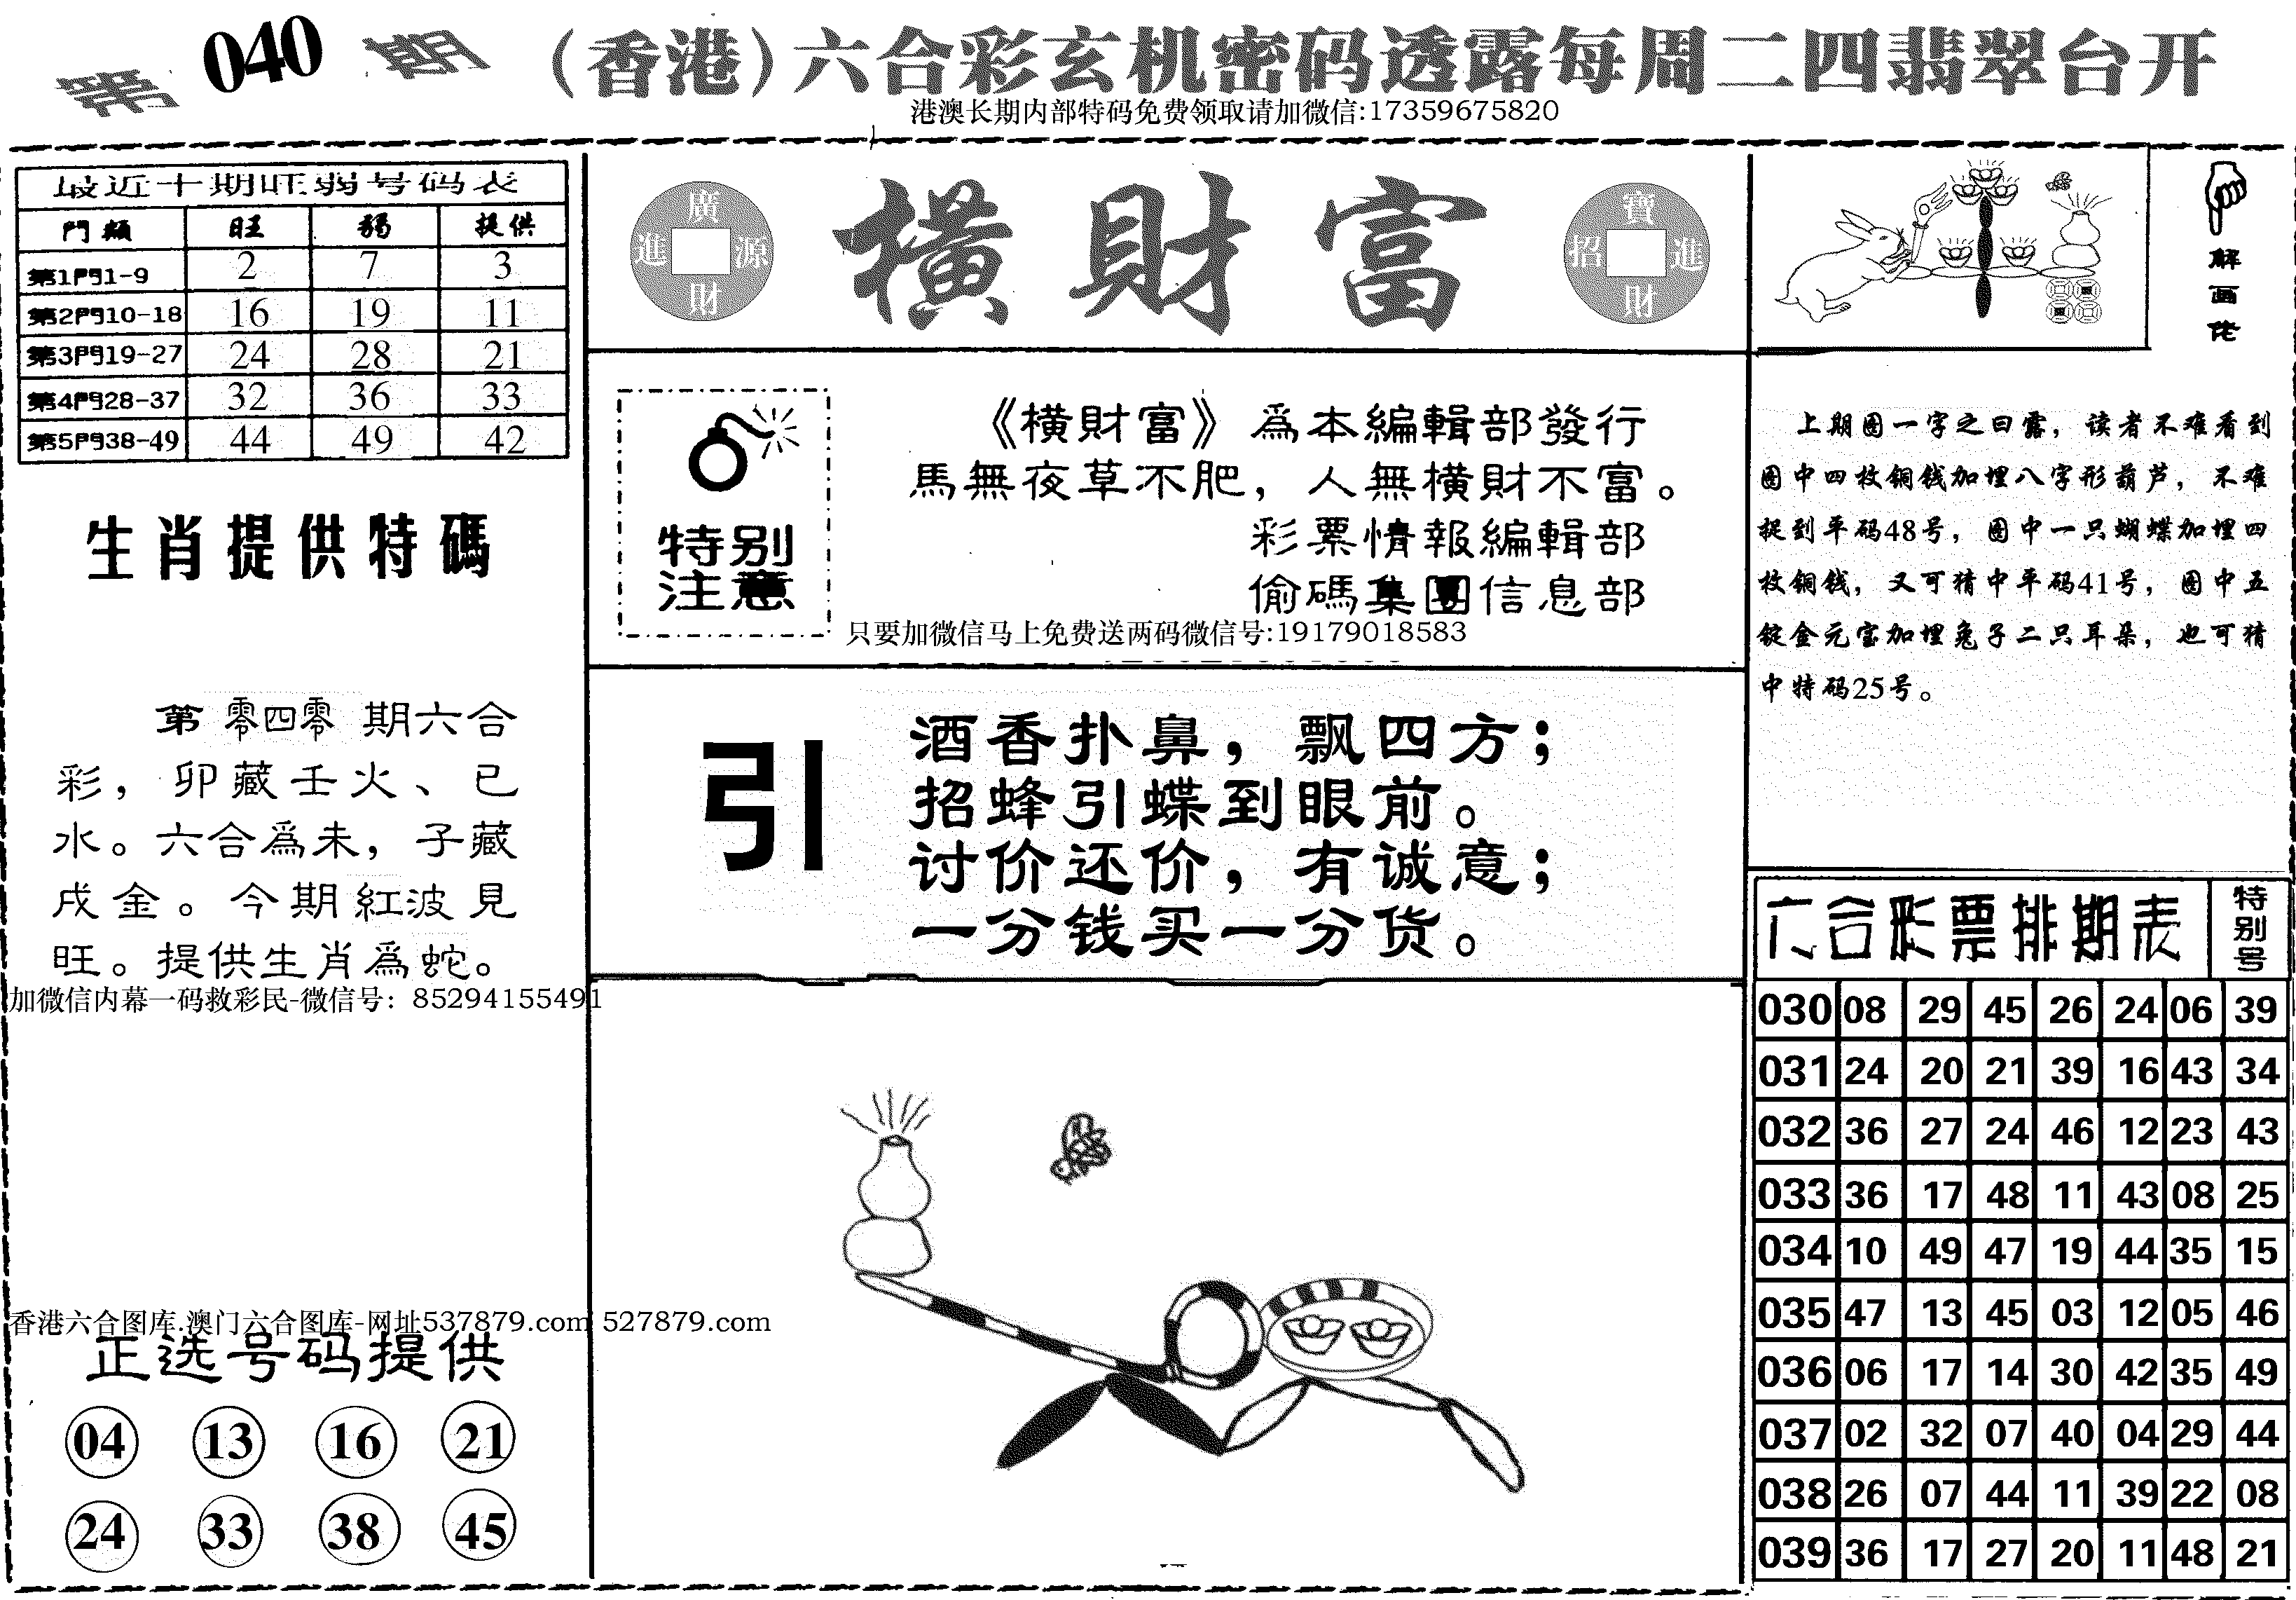 第 040 期 (香港)六合彩玄机密码透露每周二四翡翠台开
港澳长期内部特码免费领取请加微信:17359675820
最近十期旺弱号码表
門類 旺 弱 提供
第1門1-9 2 7 3
第2門10-18 16 19 11
第3門19-27 24 28 21
第4門28-37 32 36 33
第5門38-49 44 49 42
生肖提供特碼
第零四零期六合
彩，卯藏壬火、己
水。六合爲未，子藏
戌金。今期紅波見
旺。提供生肖爲蛇。
加微信内幕一码救彩民-微信号：85294155491
香港六合图库.澳门六合图库-网址537879.com 527879.com
正选号码提供
04 13 16 21
24 33 38 45
廣 進 源 財
橫財富
寶 招 進 財
特别
注意
《橫財富》爲本編輯部發行
馬無夜草不肥，人無橫財不富。
彩票情報編輯部
偷碼集團信息部
只要加微信马上免费送两码微信号:19179018583
引
酒香扑鼻，飘四方；
招蜂引蝶到眼前。
讨价还价，有诚意；
一分钱买一分货。
解画佬
上期图一字之曰露，读者不难看到
图中四枚铜钱加埋八字形葫芦，不难
捉到平码48号，图中一只蝴蝶加埋四
枚铜钱，又可猜中平码41号，图中五
锭金元宝加埋兔子二只耳朵，也可猜
中特码25号。
六合彩票排期表 特别号
030 08 29 45 26 24 06 39
031 24 20 21 39 16 43 34
032 36 27 24 46 12 23 43
033 36 17 48 11 43 08 25
034 10 49 47 19 44 35 15
035 47 13 45 03 12 05 46
036 06 17 14 30 42 35 49
037 02 32 07 40 04 29 44
038 26 07 44 11 39 22 08
039 36 17 27 20 11 48 21